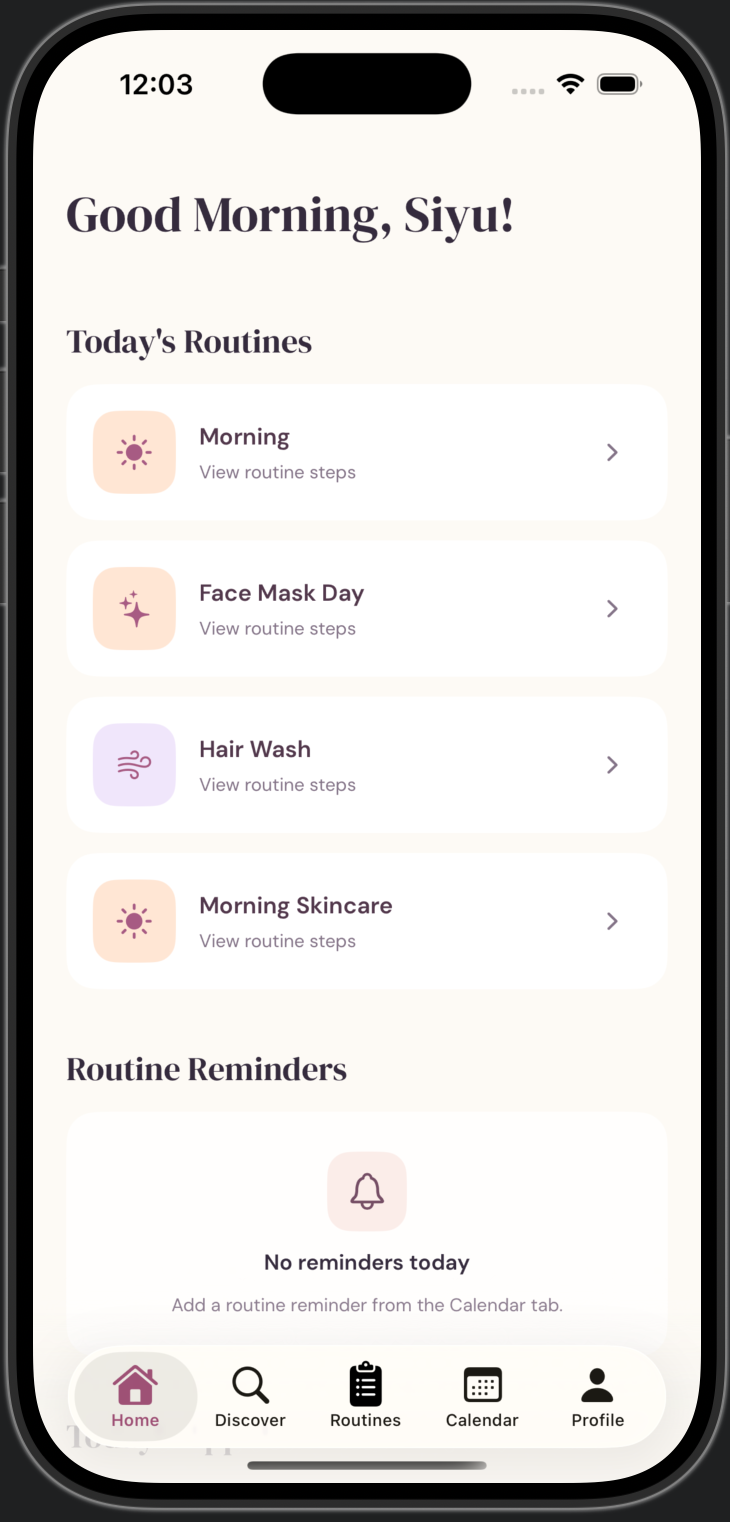 12:03
Good Morning, Siyu!
Today's Routines
Morning
View routine steps
Face Mask Day
View routine steps
Hair Wash
View routine steps
Morning Skincare
View routine steps
Routine Reminders
No reminders today
Add a routine reminder from the Calendar tab.
Home
Discover
Routines
Calendar
Profile